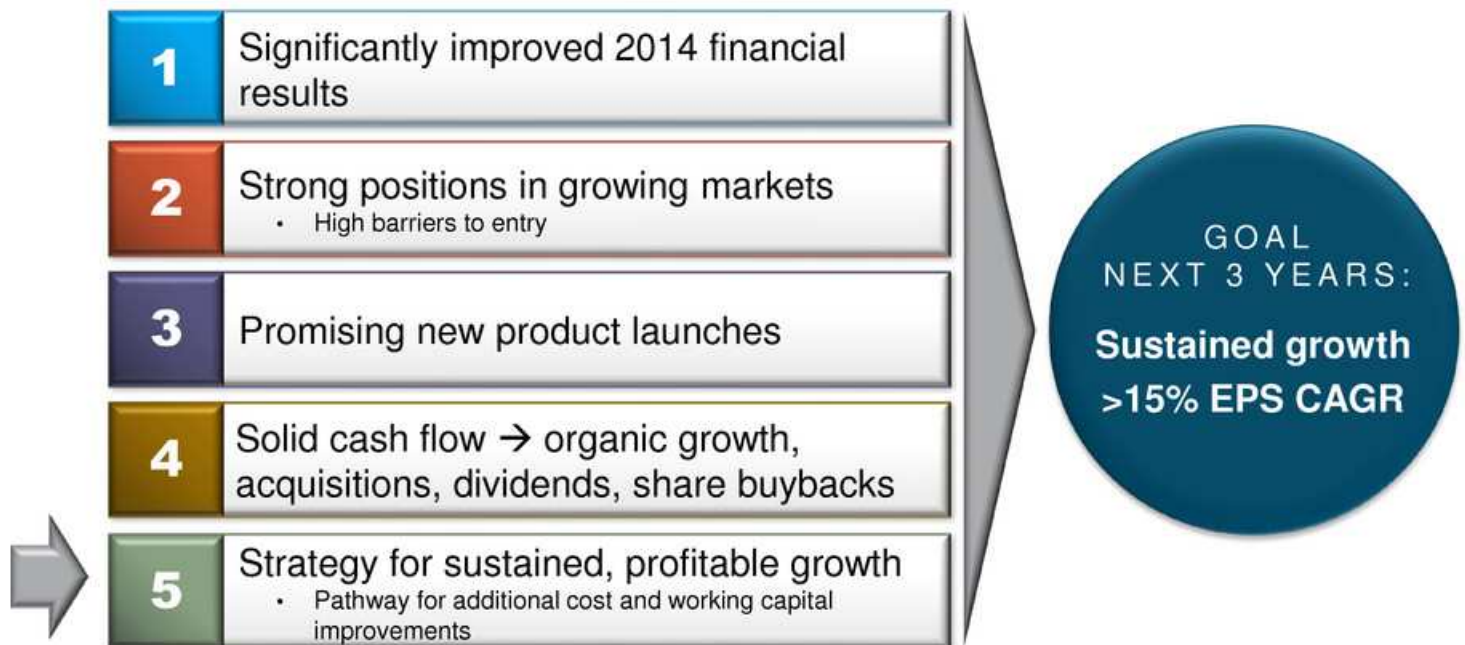 1
Significantly improved 2014 financial
results
2
Strong positions in growing markets
• High barriers to entry
3
Promising new product launches
4
Solid cash flow → organic growth,
acquisitions, dividends, share buybacks
5
Strategy for sustained, profitable growth
• Pathway for additional cost and working capital
improvements
GOAL
NEXT 3 YEARS:
Sustained growth
>15% EPS CAGR